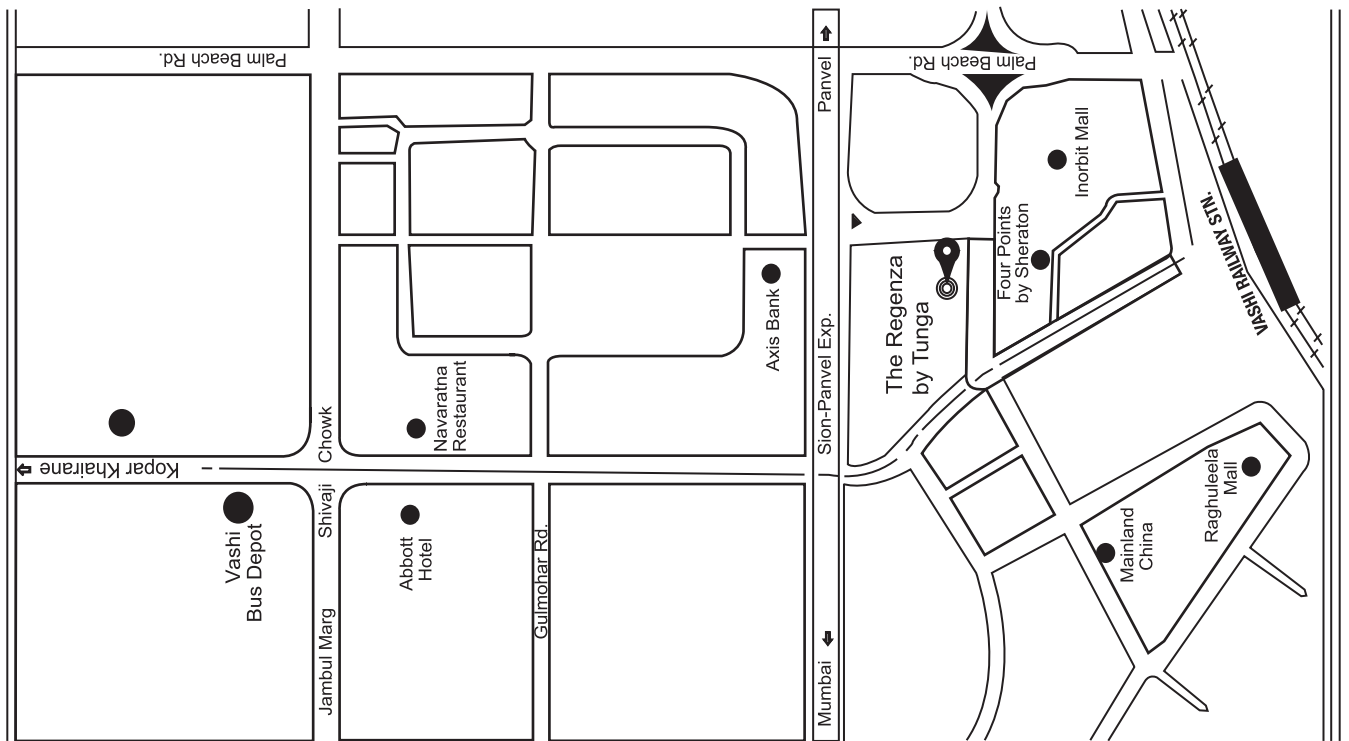 Palm Beach Rd.
Palm Beach Rd.
Panvel
Inorbit Mall
VASHI RAILWAY STN.
Four Points
by Sheraton
The Regenza
by Tunga
Axis Bank
Sion-Panvel Exp.
Navaratna
Restaurant
Chowk
Kopar Khairane
Shivaji
Vashi
Bus Depot
Abbott
Hotel
Gulmohar Rd.
Raghuleela
Mall
Mainland
China
Jambul Marg
Mumbai